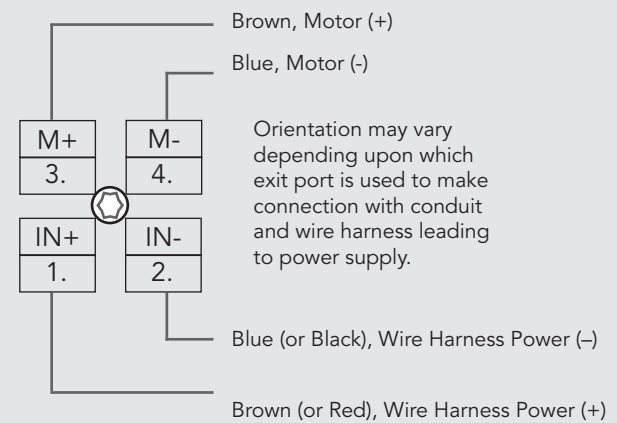 Brown, Motor (+)
Blue, Motor (-)
M+
M-
3.
4.
Orientation may vary
depending upon which
exit port is used to make
connection with conduit
and wire harness leading
to power supply.
IN+
IN-
1.
2.
Blue (or Black), Wire Harness Power (–)
Brown (or Red), Wire Harness Power (+)